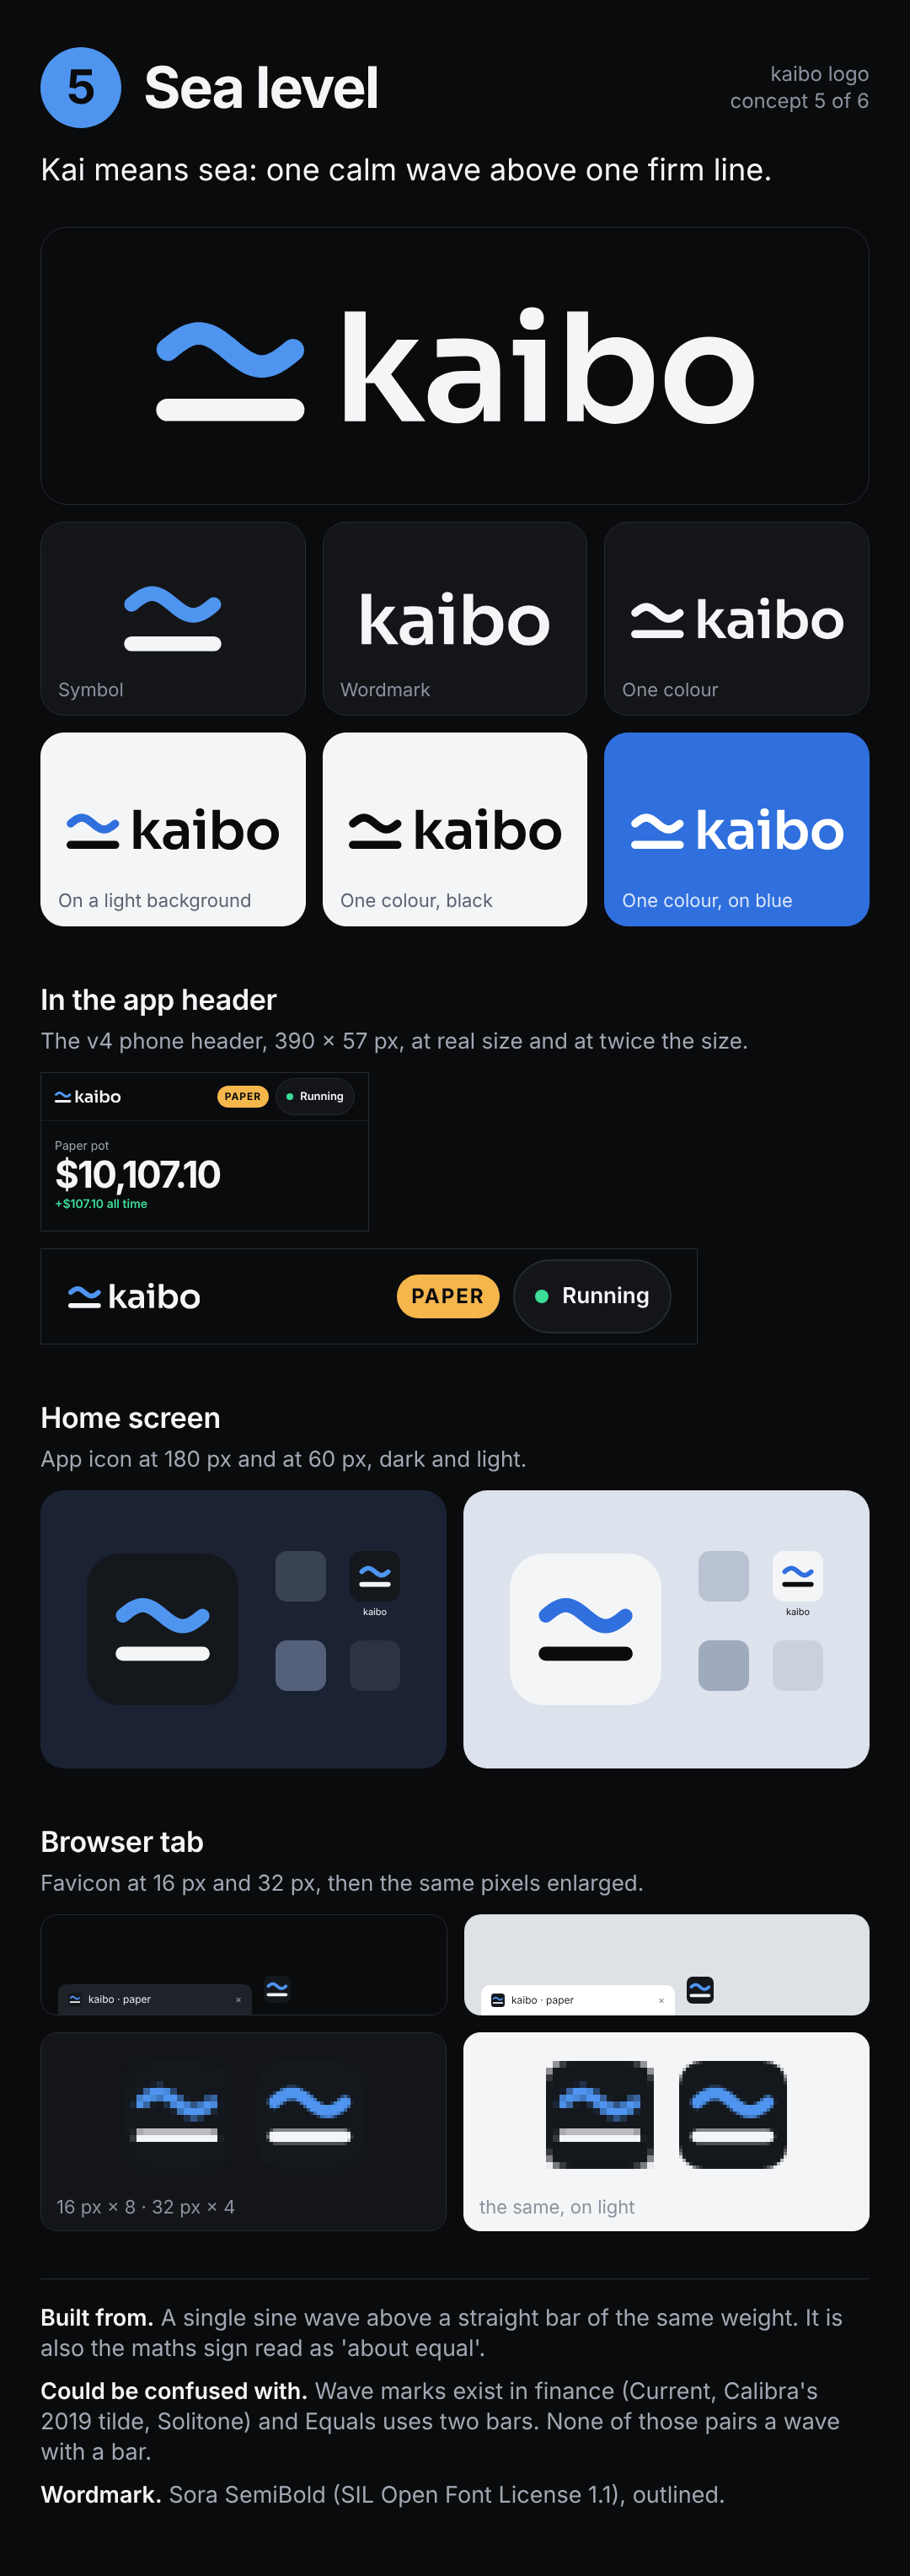 5
Sea level
kaibo logo
concept 5 of 6
Kai means sea: one calm wave above one firm line.
kaibo
Symbol
kaibo
Wordmark
kaibo
One colour
kaibo
On a light background
kaibo
One colour, black
kaibo
One colour, on blue
In the app header
The v4 phone header, 390 × 57 px, at real size and at twice the size.
kaibo
PAPER
Running
Paper pot
$10,107.10
+$107.10 all time
kaibo
PAPER
Running
Home screen
App icon at 180 px and at 60 px, dark and light.
kaibo
kaibo
Browser tab
Favicon at 16 px and 32 px, then the same pixels enlarged.
kaibo · paper ×
kaibo · paper ×
16 px × 8 · 32 px × 4
the same, on light
Built from. A single sine wave above a straight bar of the same weight. It is
also the maths sign read as 'about equal'.
Could be confused with. Wave marks exist in finance (Current, Calibra's
2019 tilde, Solitone) and Equals uses two bars. None of those pairs a wave
with a bar.
Wordmark. Sora SemiBold (SIL Open Font License 1.1), outlined.